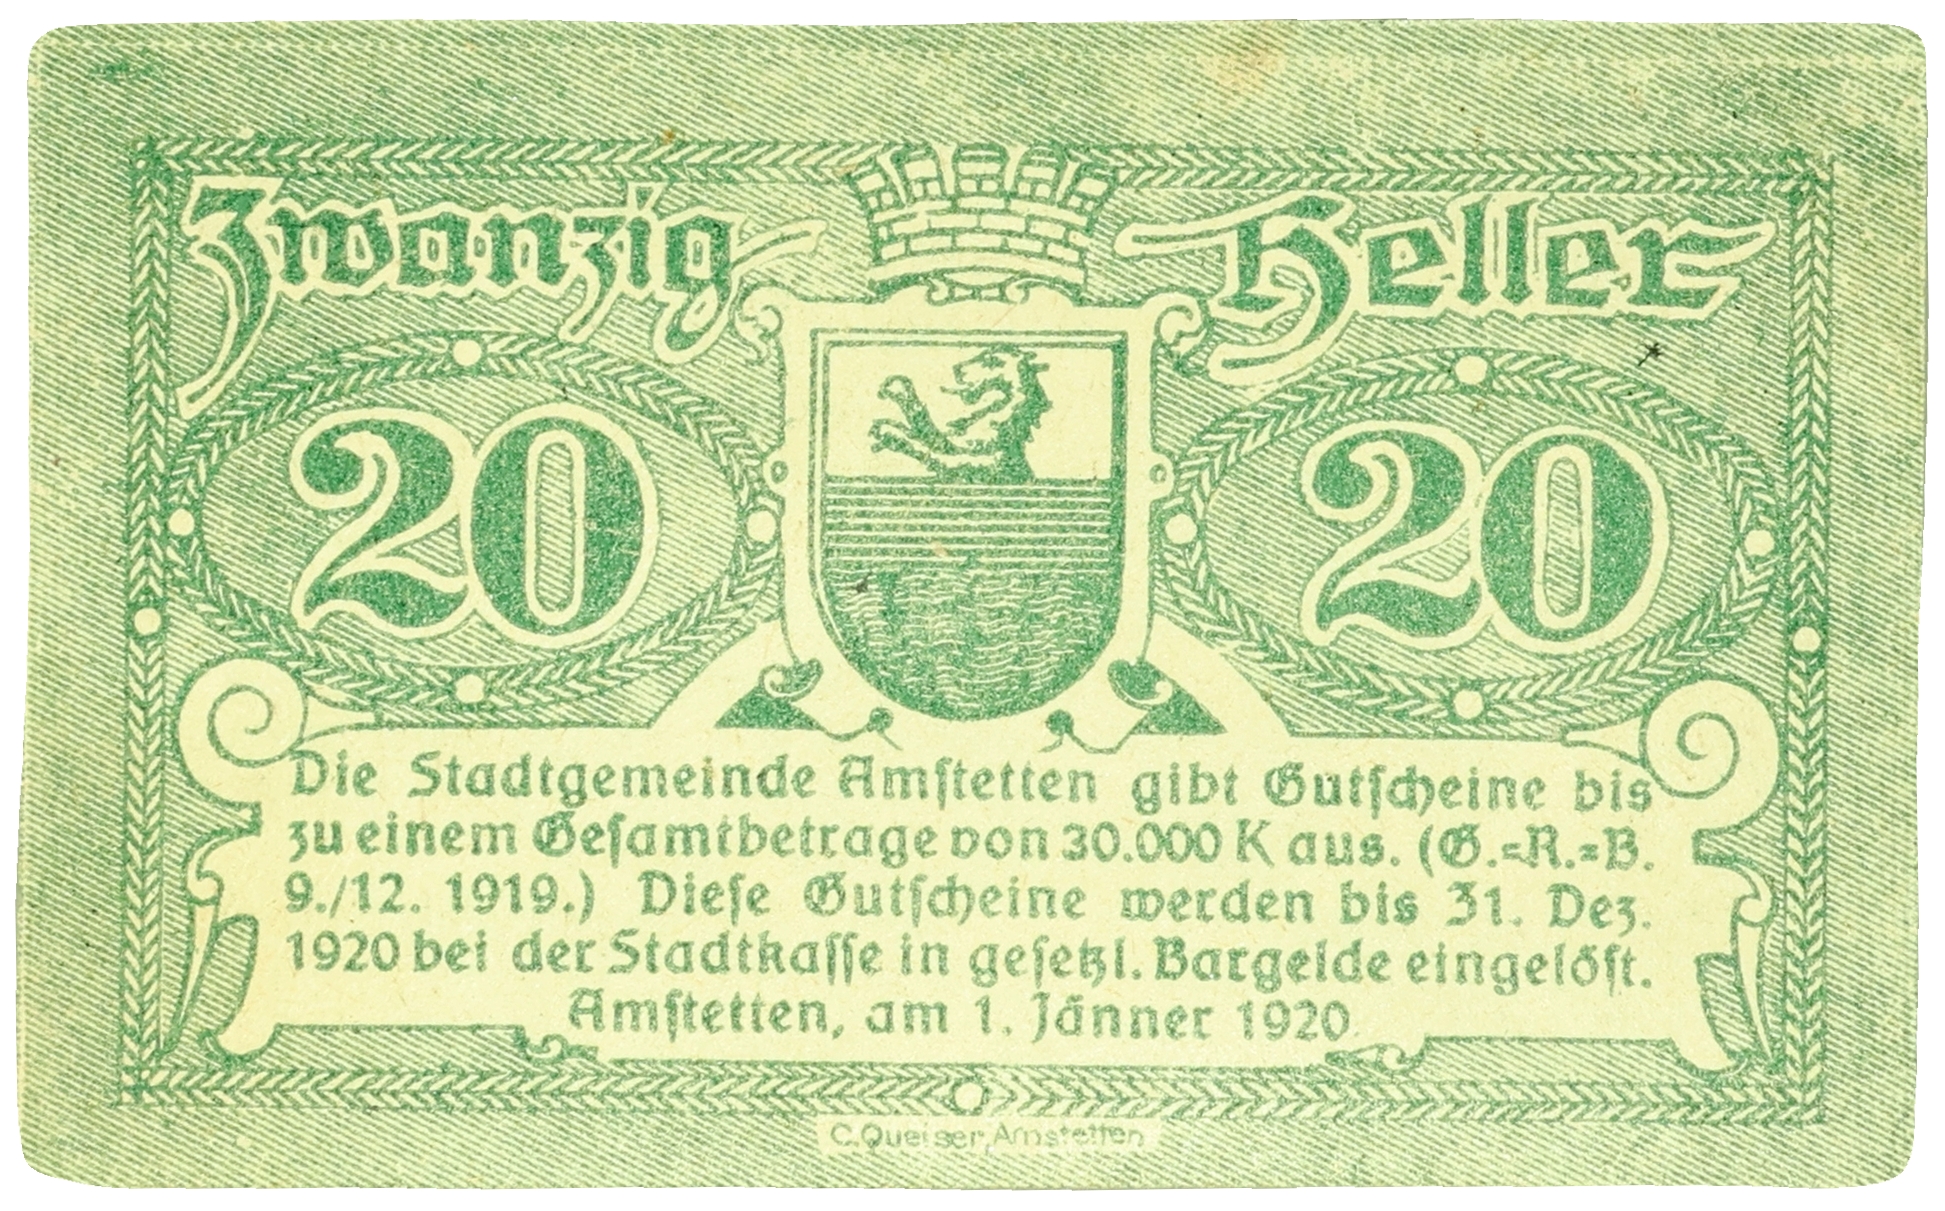 Zwanzig Heller
20 20
Die Stadtgemeinde Amſtetten gibt Gutſcheine bis
zu einem Geſamtbetrage von 30.000 K aus. (G.=R.=B.
9./12. 1919.) Dieſe Gutſcheine werden bis 31. Dez.
1920 bei der Stadtkaſſe in geſetzl. Bargelde eingelöſt.
Amſtetten, am 1. Jänner 1920
C. Queiser, Amstetten